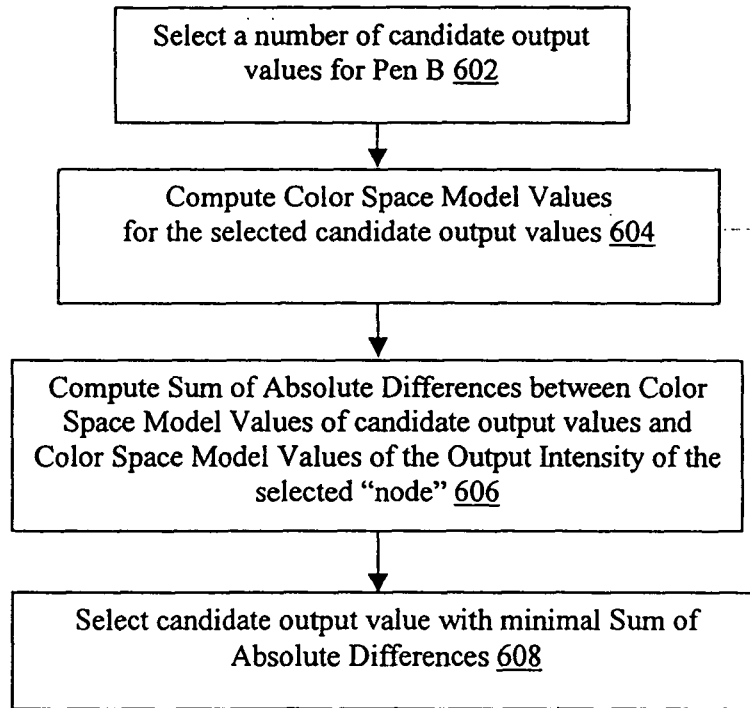 Select a number of candidate output
values for Pen B 602
Compute Color Space Model Values
for the selected candidate output values 604
Compute Sum of Absolute Differences between Color
Space Model Values of candidate output values and
Color Space Model Values of the Output Intensity of the
selected “node” 606
Select candidate output value with minimal Sum of
Absolute Differences 608